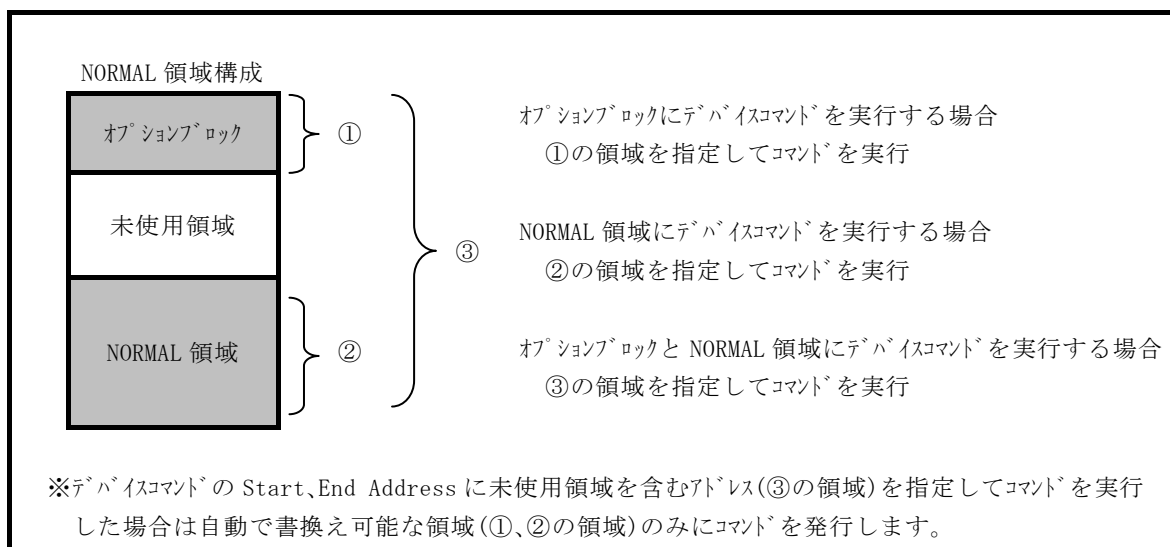 NORMAL 領域構成
ｵﾌﾟｼｮﾝﾌﾞﾛｯｸ
①
未使用領域
③
NORMAL 領域
②
ｵﾌﾟｼｮﾝﾌﾞﾛｯｸにﾃﾞﾊﾞｲｽｺﾏﾝﾄﾞを実行する場合
①の領域を指定してｺﾏﾝﾄﾞを実行
NORMAL 領域にﾃﾞﾊﾞｲｽｺﾏﾝﾄﾞを実行する場合
②の領域を指定してｺﾏﾝﾄﾞを実行
ｵﾌﾟｼｮﾝﾌﾞﾛｯｸと NORMAL 領域にﾃﾞﾊﾞｲｽｺﾏﾝﾄﾞを実行する場合
③の領域を指定してｺﾏﾝﾄﾞを実行
※ﾃﾞﾊﾞｲｽｺﾏﾝﾄﾞの Start、End Address に未使用領域を含むｱﾄﾞﾚｽ(③の領域)を指定してｺﾏﾝﾄﾞを実行
した場合は自動で書換え可能な領域(①、②の領域)のみにｺﾏﾝﾄﾞを発行します。